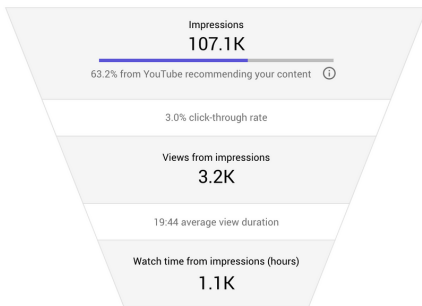 Impressions
107.1K
63.2% from YouTube recommending your content
3.0% click-through rate
Views from impressions
3.2K
19:44 average view duration
Watch time from impressions (hours)
1.1K